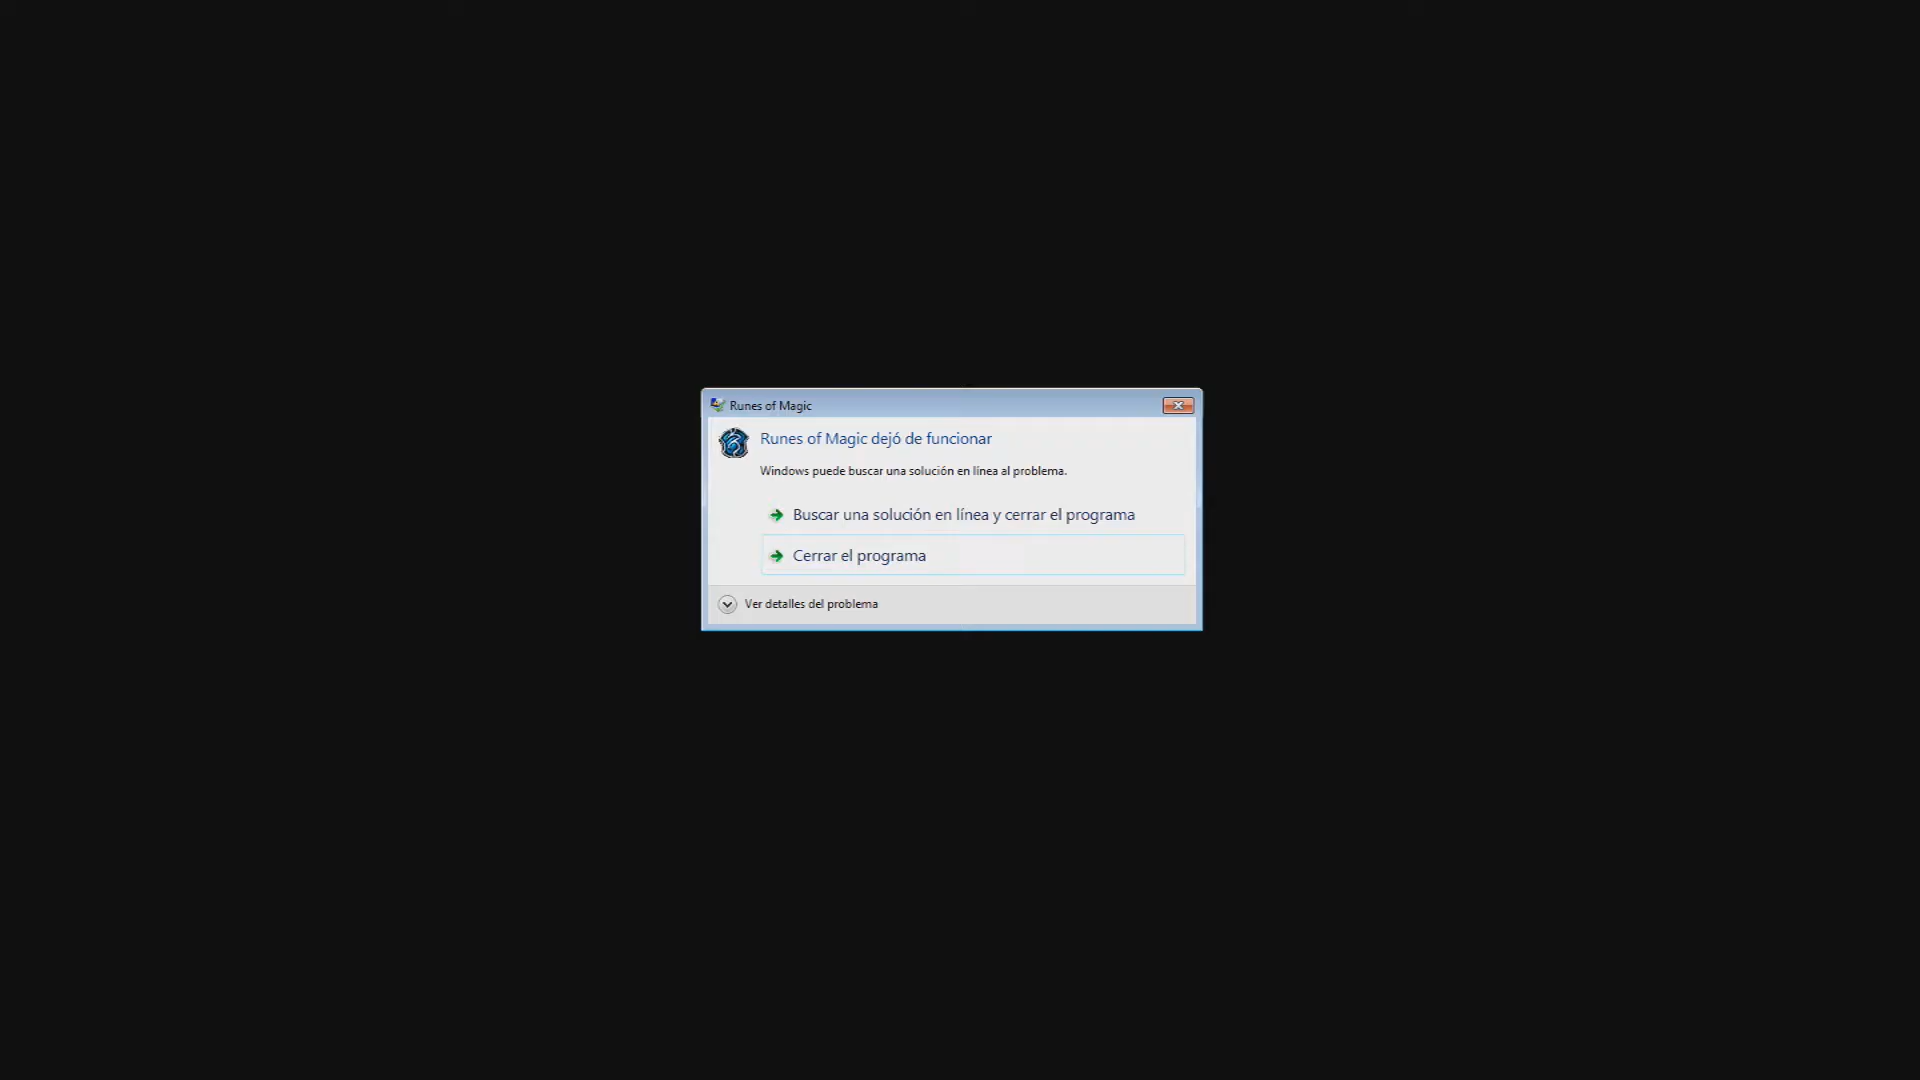 Runes of Magic
Runes of Magic dejó de funcionar
Windows puede buscar una solución en línea al problema.
Buscar una solución en línea y cerrar el programa
Cerrar el programa
Ver detalles del problema